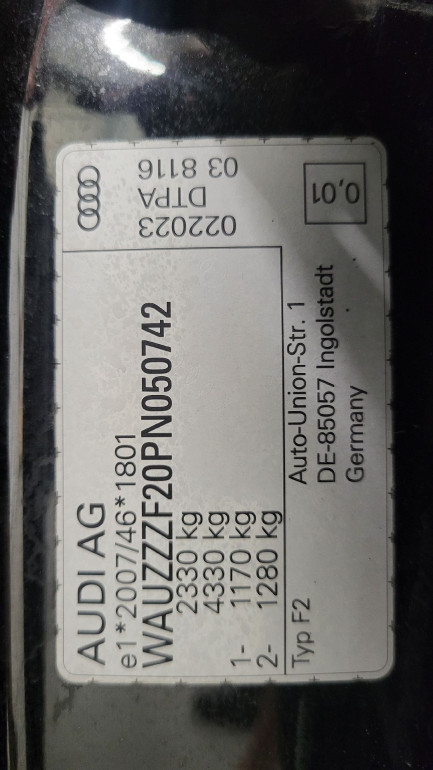 AUDI AG
e1*2007/46*1801
WAUZZZF20PN050742
2330 kg
4330 kg
1- 1170 kg
2- 1280 kg
Typ F2
Auto-Union-Str. 1
DE-85057 Ingolstadt
Germany
022023
DTPA
03 8116
0,01